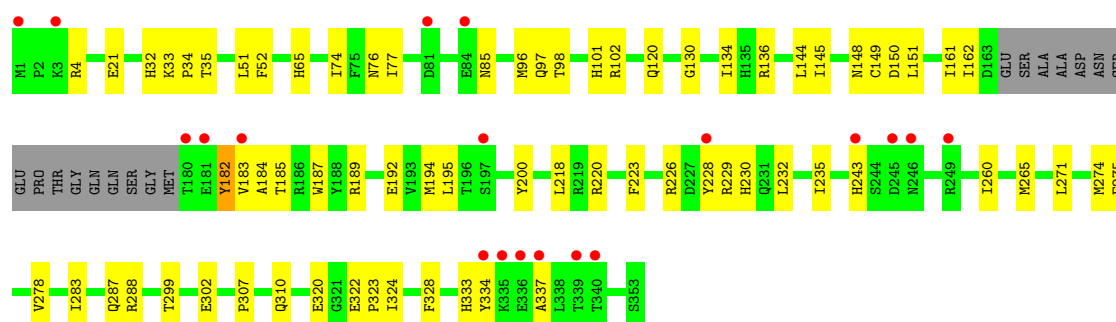 M1 P2 K3 R4 E21 H32 K33 P34 T35 L51 F52 H65 I74 F75 N76 I77 D81 E84 N85 M96 Q97 T98 H101 R102 Q120 G130 I134 H135 R136 L144 I145 N148 C149 D150 L151 I161 I162 D163 GLU SER ALA ALA ASP ASN
GLU PRO THR GLY GLN GLN SER GLY MET T180 E181 Y182 V183 A184 T185 R186 W187 Y188 R189 E192 V193 M194 L195 T196 S197 Y200 L218 R219 R220 F223 R226 D227 Y228 R229 H230 Q231 L232 I235 H243 S244 D245 N246 R249 I260 M265 L271 M274
V278 I283 Q287 R288 T299 E302 P307 Q310 E320 G321 E322 P323 I324 F328 H333 Y334 K335 E336 A337 L338 T339 T340 S353